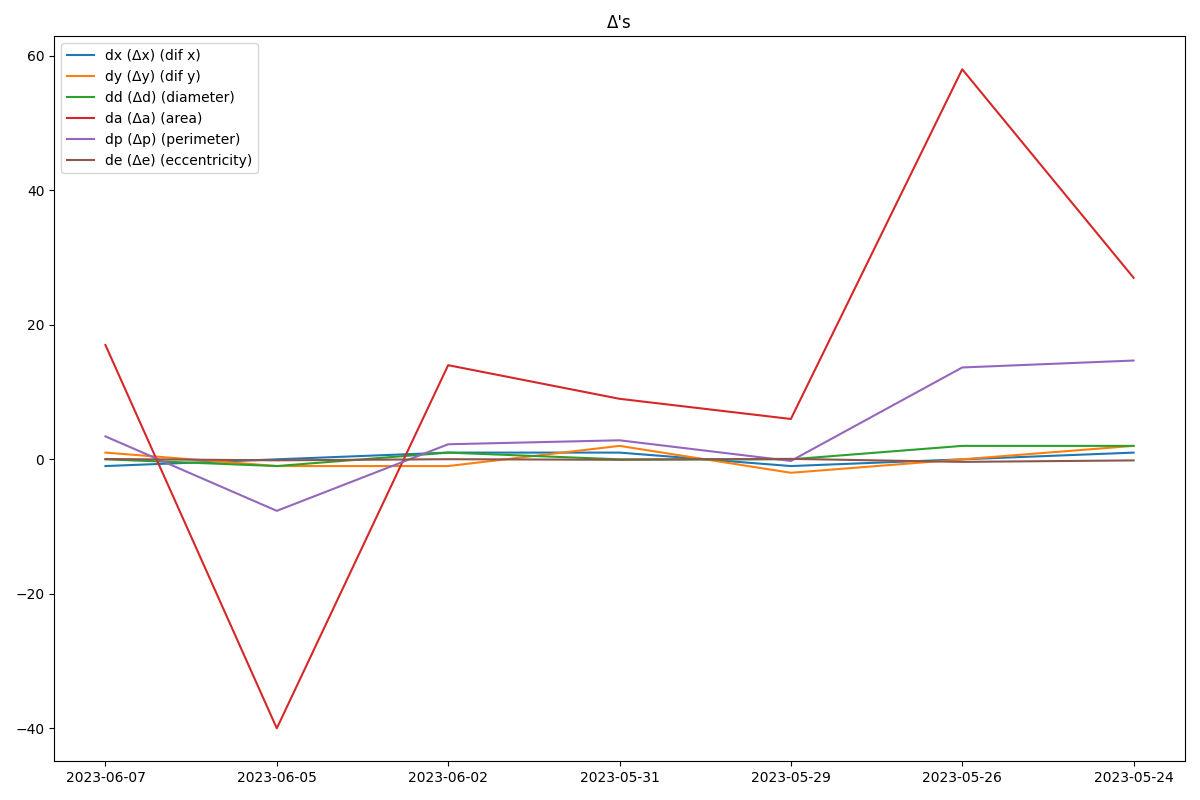 Δ's
dx (Δx) (dif x)
dy (Δy) (dif y)
dd (Δd) (diameter)
da (Δa) (area)
dp (Δp) (perimeter)
de (Δe) (eccentricity)
60
40
20
0
−20
−40
2023-06-07 2023-06-05 2023-06-02 2023-05-31 2023-05-29 2023-05-26 2023-05-24